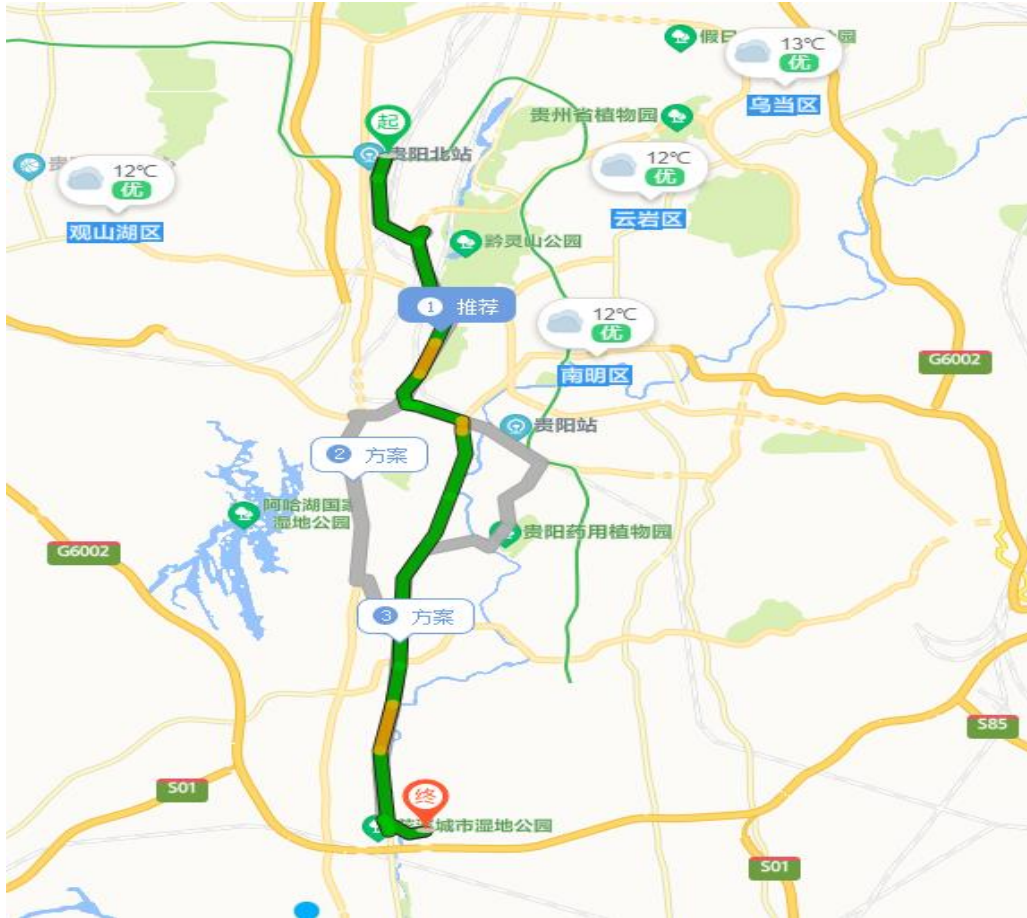 假日
公园
13℃
优
乌当区
贵州省植物园
起
贵阳北站
12℃
优
观山湖区
12℃
优
云岩区
黔灵山公园
1 推荐
12℃
优
南明区
G6002
贵阳站
2 方案
阿哈湖国家
湿地公园
贵阳药用植物园
G6002
3 方案
S85
S01
终
城市湿地公园
S01